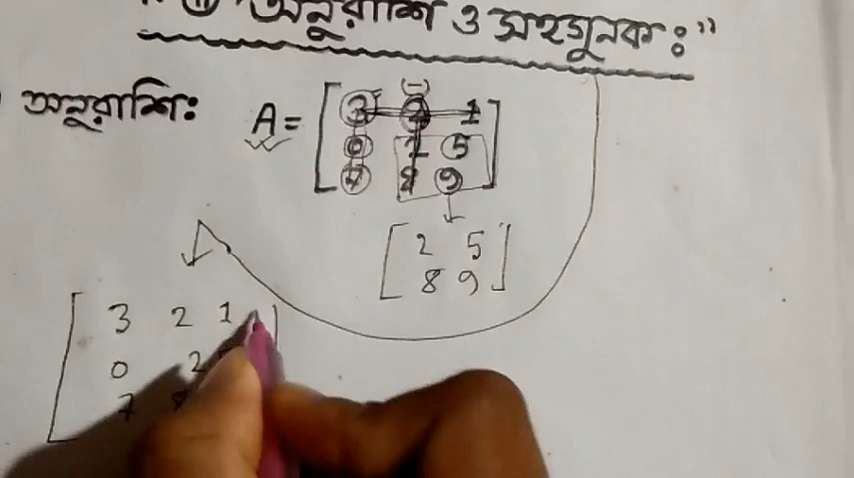 "অনুরাশি ও সহগুনক:"
অনুরাশি: A = [ 3 2 1
0 2 5
7 8 9 ]
[ 2 5
8 9 ]
[ 3 2 1
0 2
7 8